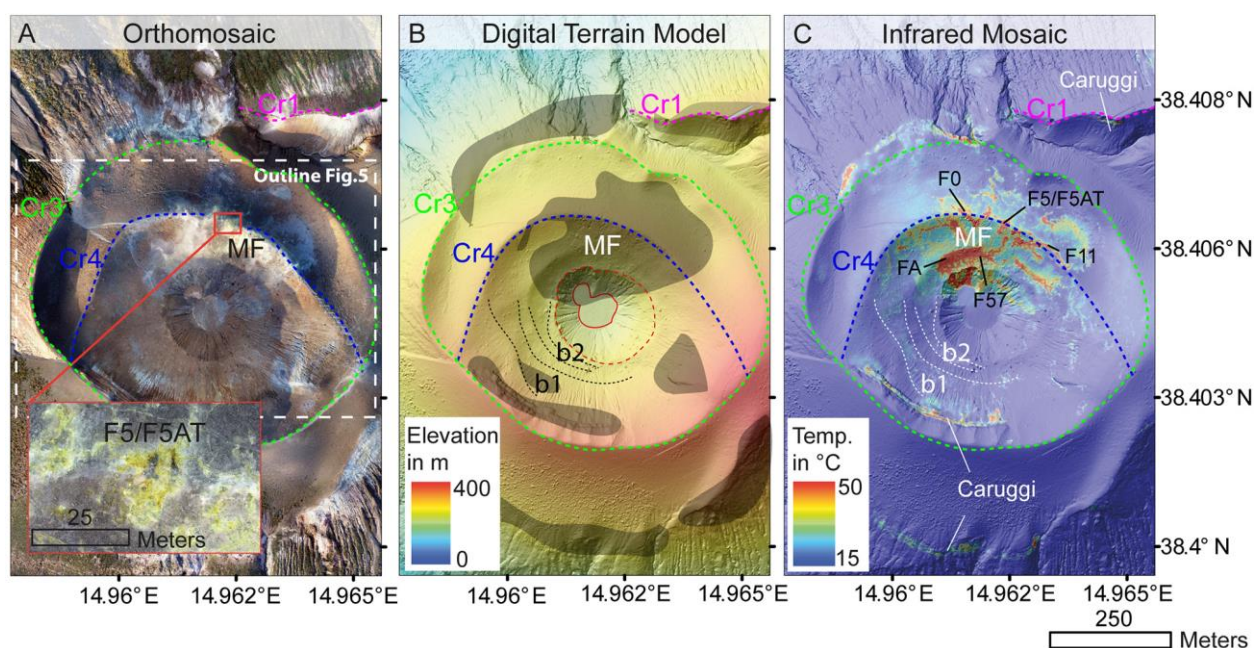 A
Orthomosaic
Cr1
Outline Fig.5
Cr3
MF
Cr4
F5/F5AT
25
Meters
B
Digital Terrain Model
Cr1
Cr3
MF
Cr4
b2
b1
Elevation
in m
400
0
C
Infrared Mosaic
Caruggi
Cr1
F0
F5/F5AT
Cr3
MF
Cr4
F11
FA
F57
b2
b1
Temp.
in °C
50
15
Caruggi
38.408° N
38.406° N
38.403° N
38.4° N
14.96° E 14.962° E 14.965° E
14.96° E 14.962° E 14.965° E
14.96° E 14.962° E 14.965° E
250
Meters